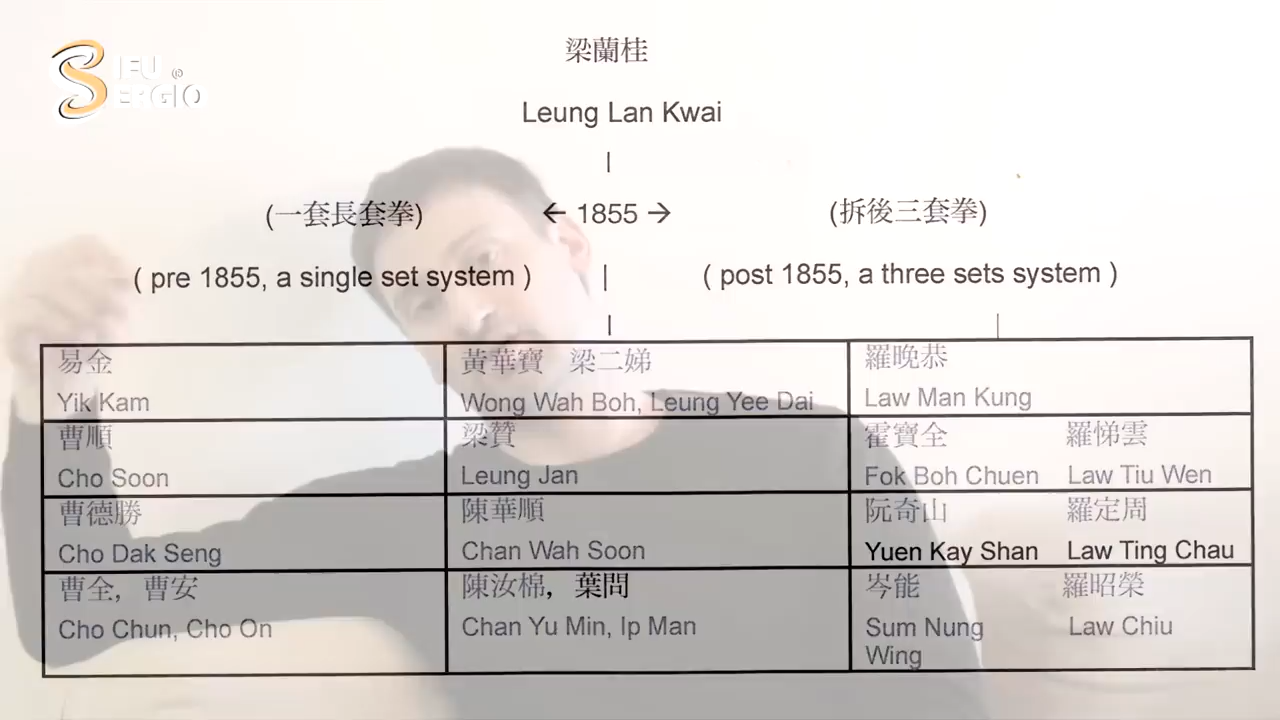 SIFU
SERGIO ®
梁蘭桂
Leung Lan Kwai
(一套長套拳) ← 1855 → (拆後三套拳)
( pre 1855, a single set system ) ( post 1855, a three sets system )
易金 黃華寶 梁二娣 羅晚恭
Yik Kam Wong Wah Boh, Leung Yee Dai Law Man Kung
曹順 梁贊 霍寶全 羅悌雲
Cho Soon Leung Jan Fok Boh Chuen Law Tiu Wen
曹德勝 陳華順 阮奇山 羅定周
Cho Dak Seng Chan Wah Soon Yuen Kay Shan Law Ting Chau
曹全, 曹安 陳汝棉, 葉問 岑能 羅昭榮
Cho Chun, Cho On Chan Yu Min, Ip Man Sum Nung Law Chiu
Wing